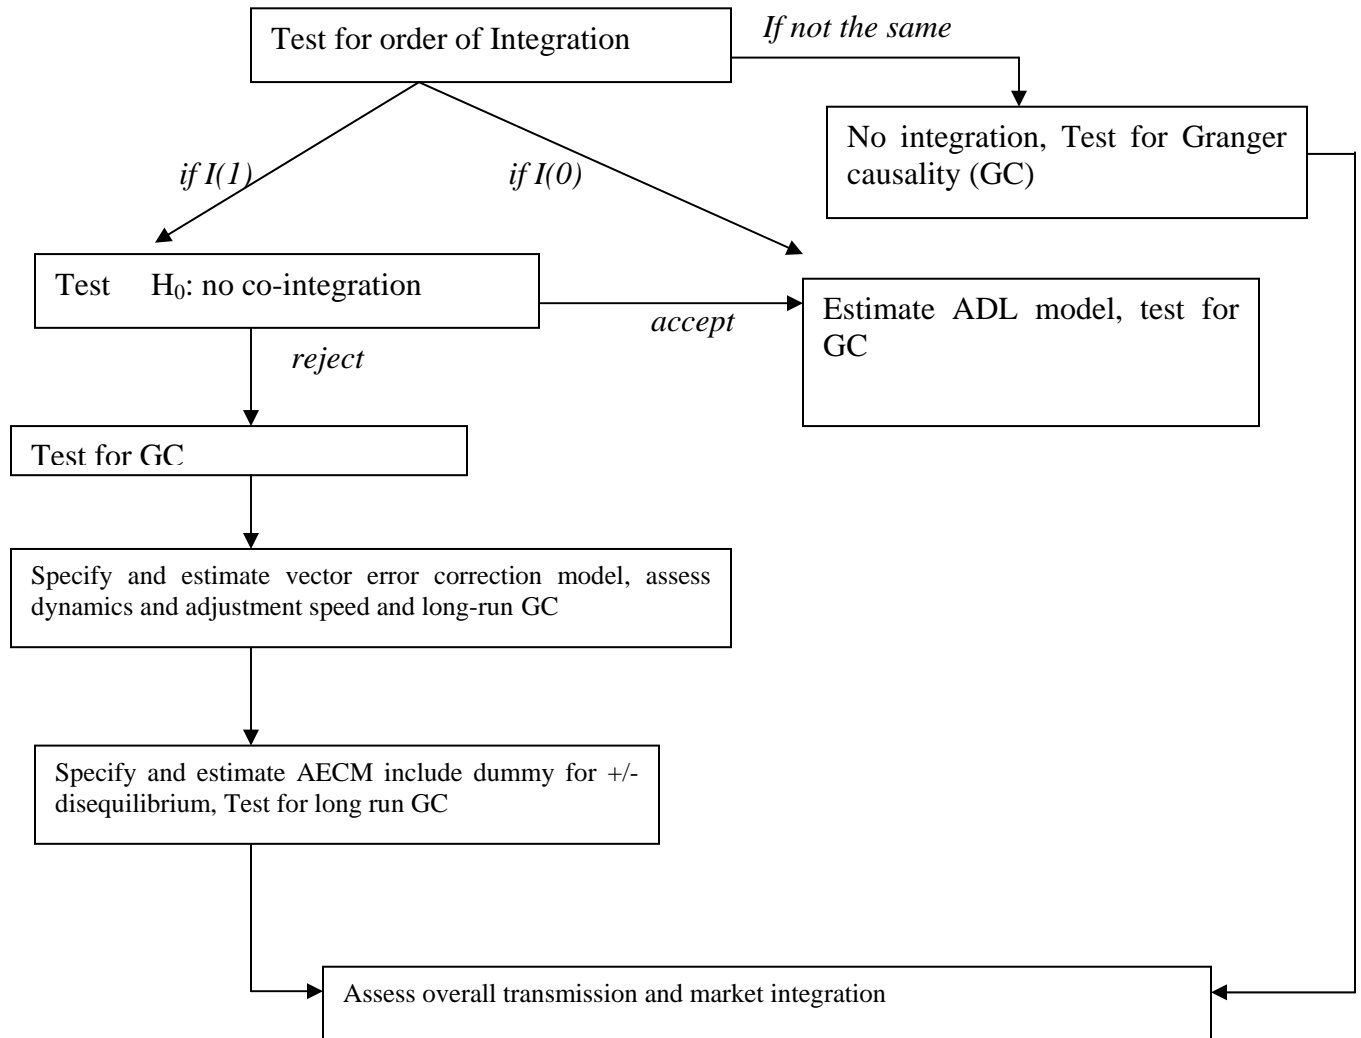 Test for order of Integration
If not the same
No integration, Test for Granger
causality (GC)
if I(1)
if I(0)
Test H₀: no co-integration
accept
Estimate ADL model, test for
GC
reject
Test for GC
Specify and estimate vector error correction model, assess
dynamics and adjustment speed and long-run GC
Specify and estimate AECM include dummy for +/-
disequilibrium, Test for long run GC
Assess overall transmission and market integration